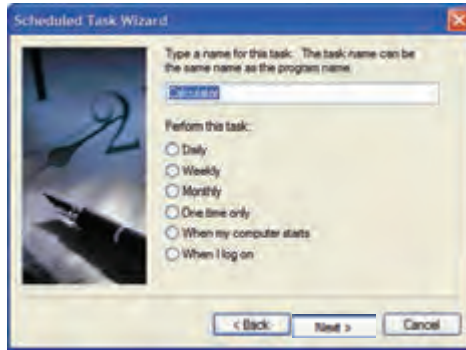 Scheduled Task Wizard
Type a name for this task. The task name can be
the same name as the program name.
Calculator
Perform this task:
Daily
Weekly
Monthly
One time only
When my computer starts
When I log on
< Back
Next >
Cancel